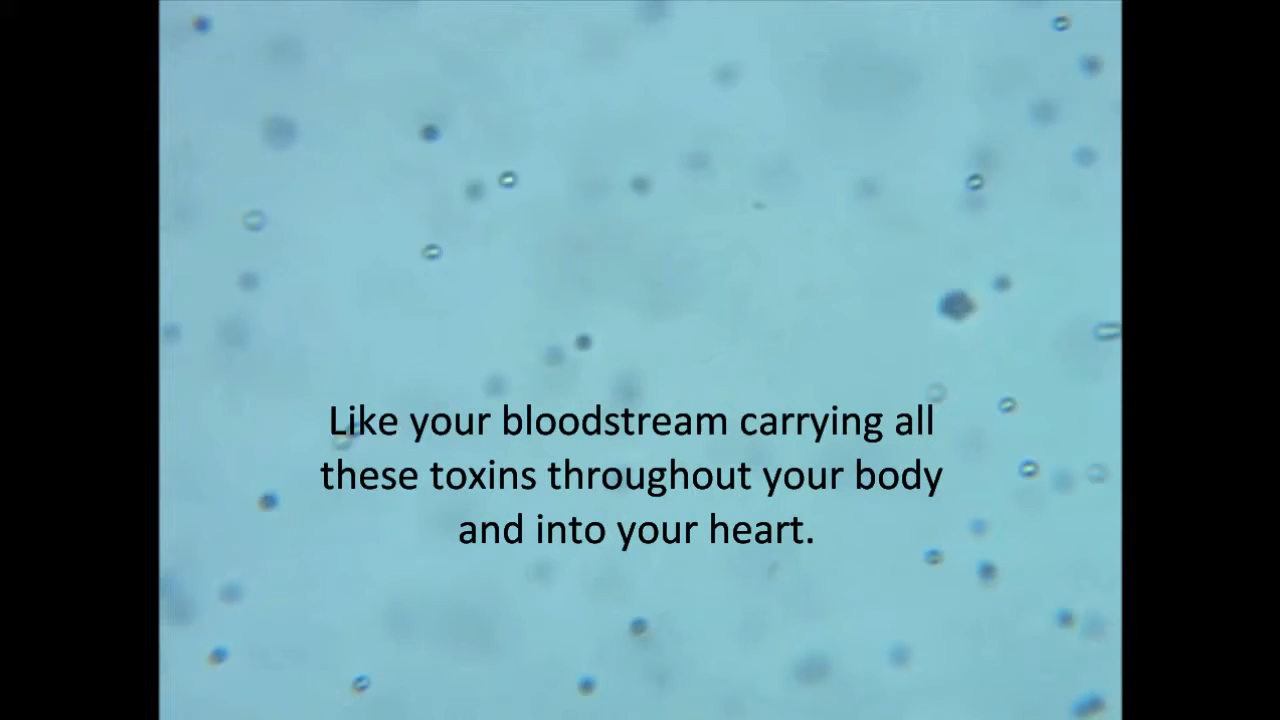 Like your bloodstream carrying all
these toxins throughout your body
and into your heart.